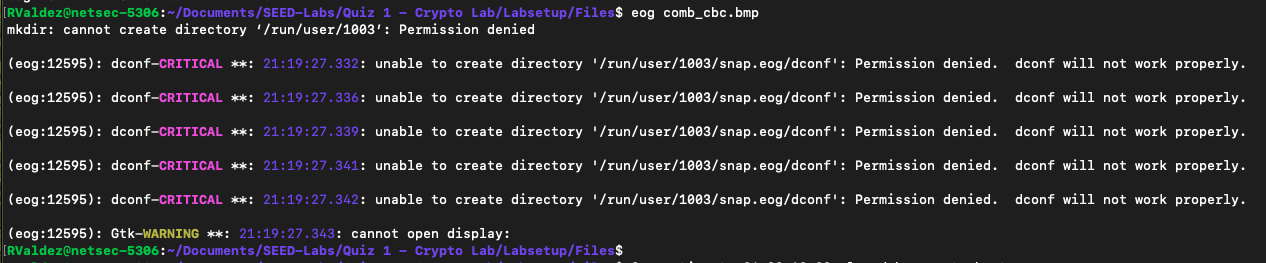 [RValdez@netsec-5306:~/Documents/SEED-Labs/Quiz 1 - Crypto Lab/Labsetup/Files$ eog comb_cbc.bmp
mkdir: cannot create directory ‘/run/user/1003’: Permission denied
(eog:12595): dconf-CRITICAL **: 21:19:27.332: unable to create directory '/run/user/1003/snap.eog/dconf': Permission denied.  dconf will not work properly.
(eog:12595): dconf-CRITICAL **: 21:19:27.336: unable to create directory '/run/user/1003/snap.eog/dconf': Permission denied.  dconf will not work properly.
(eog:12595): dconf-CRITICAL **: 21:19:27.339: unable to create directory '/run/user/1003/snap.eog/dconf': Permission denied.  dconf will not work properly.
(eog:12595): dconf-CRITICAL **: 21:19:27.341: unable to create directory '/run/user/1003/snap.eog/dconf': Permission denied.  dconf will not work properly.
(eog:12595): dconf-CRITICAL **: 21:19:27.342: unable to create directory '/run/user/1003/snap.eog/dconf': Permission denied.  dconf will not work properly.
(eog:12595): Gtk-WARNING **: 21:19:27.343: cannot open display:
[RValdez@netsec-5306:~/Documents/SEED-Labs/Quiz 1 - Crypto Lab/Labsetup/Files$